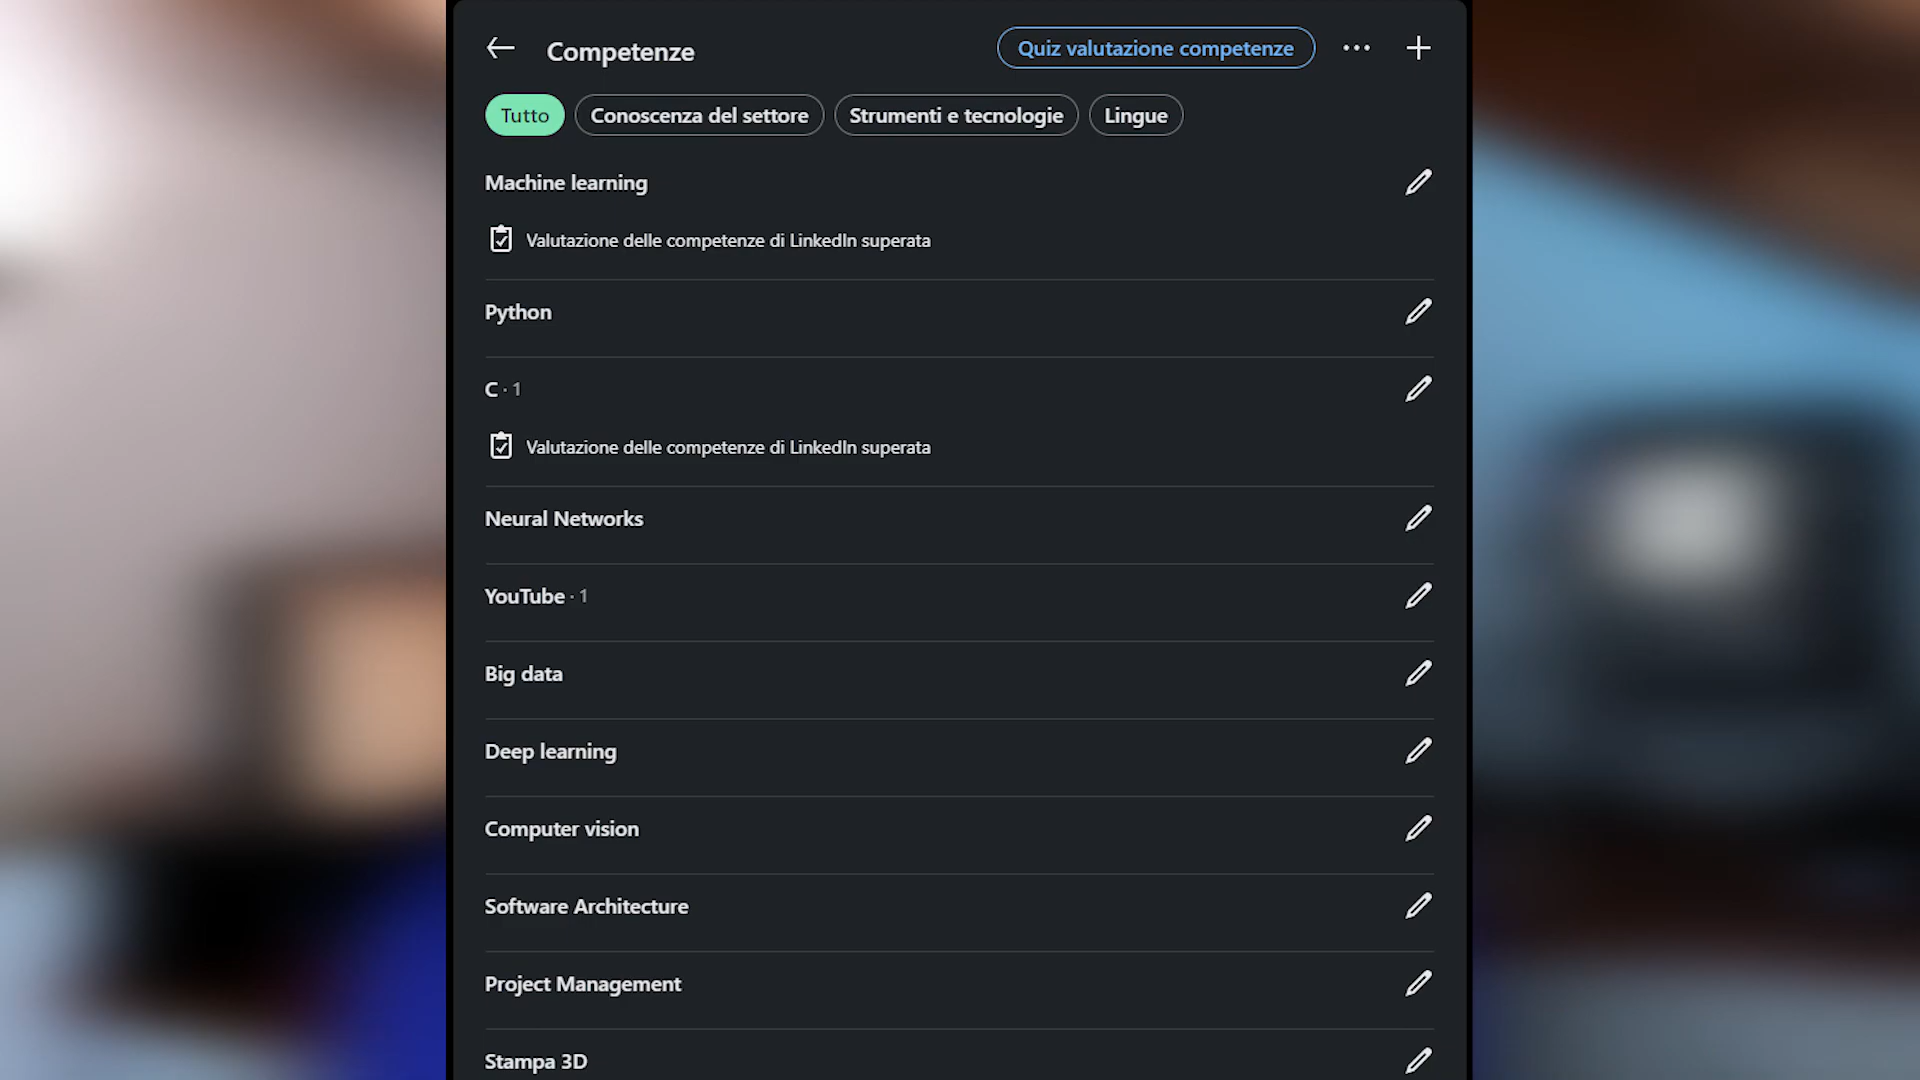 Competenze
Quiz valutazione competenze
Tutto
Conoscenza del settore
Strumenti e tecnologie
Lingue
Machine learning
Valutazione delle competenze di LinkedIn superata
Python
C · 1
Valutazione delle competenze di LinkedIn superata
Neural Networks
YouTube · 1
Big data
Deep learning
Computer vision
Software Architecture
Project Management
Stampa 3D